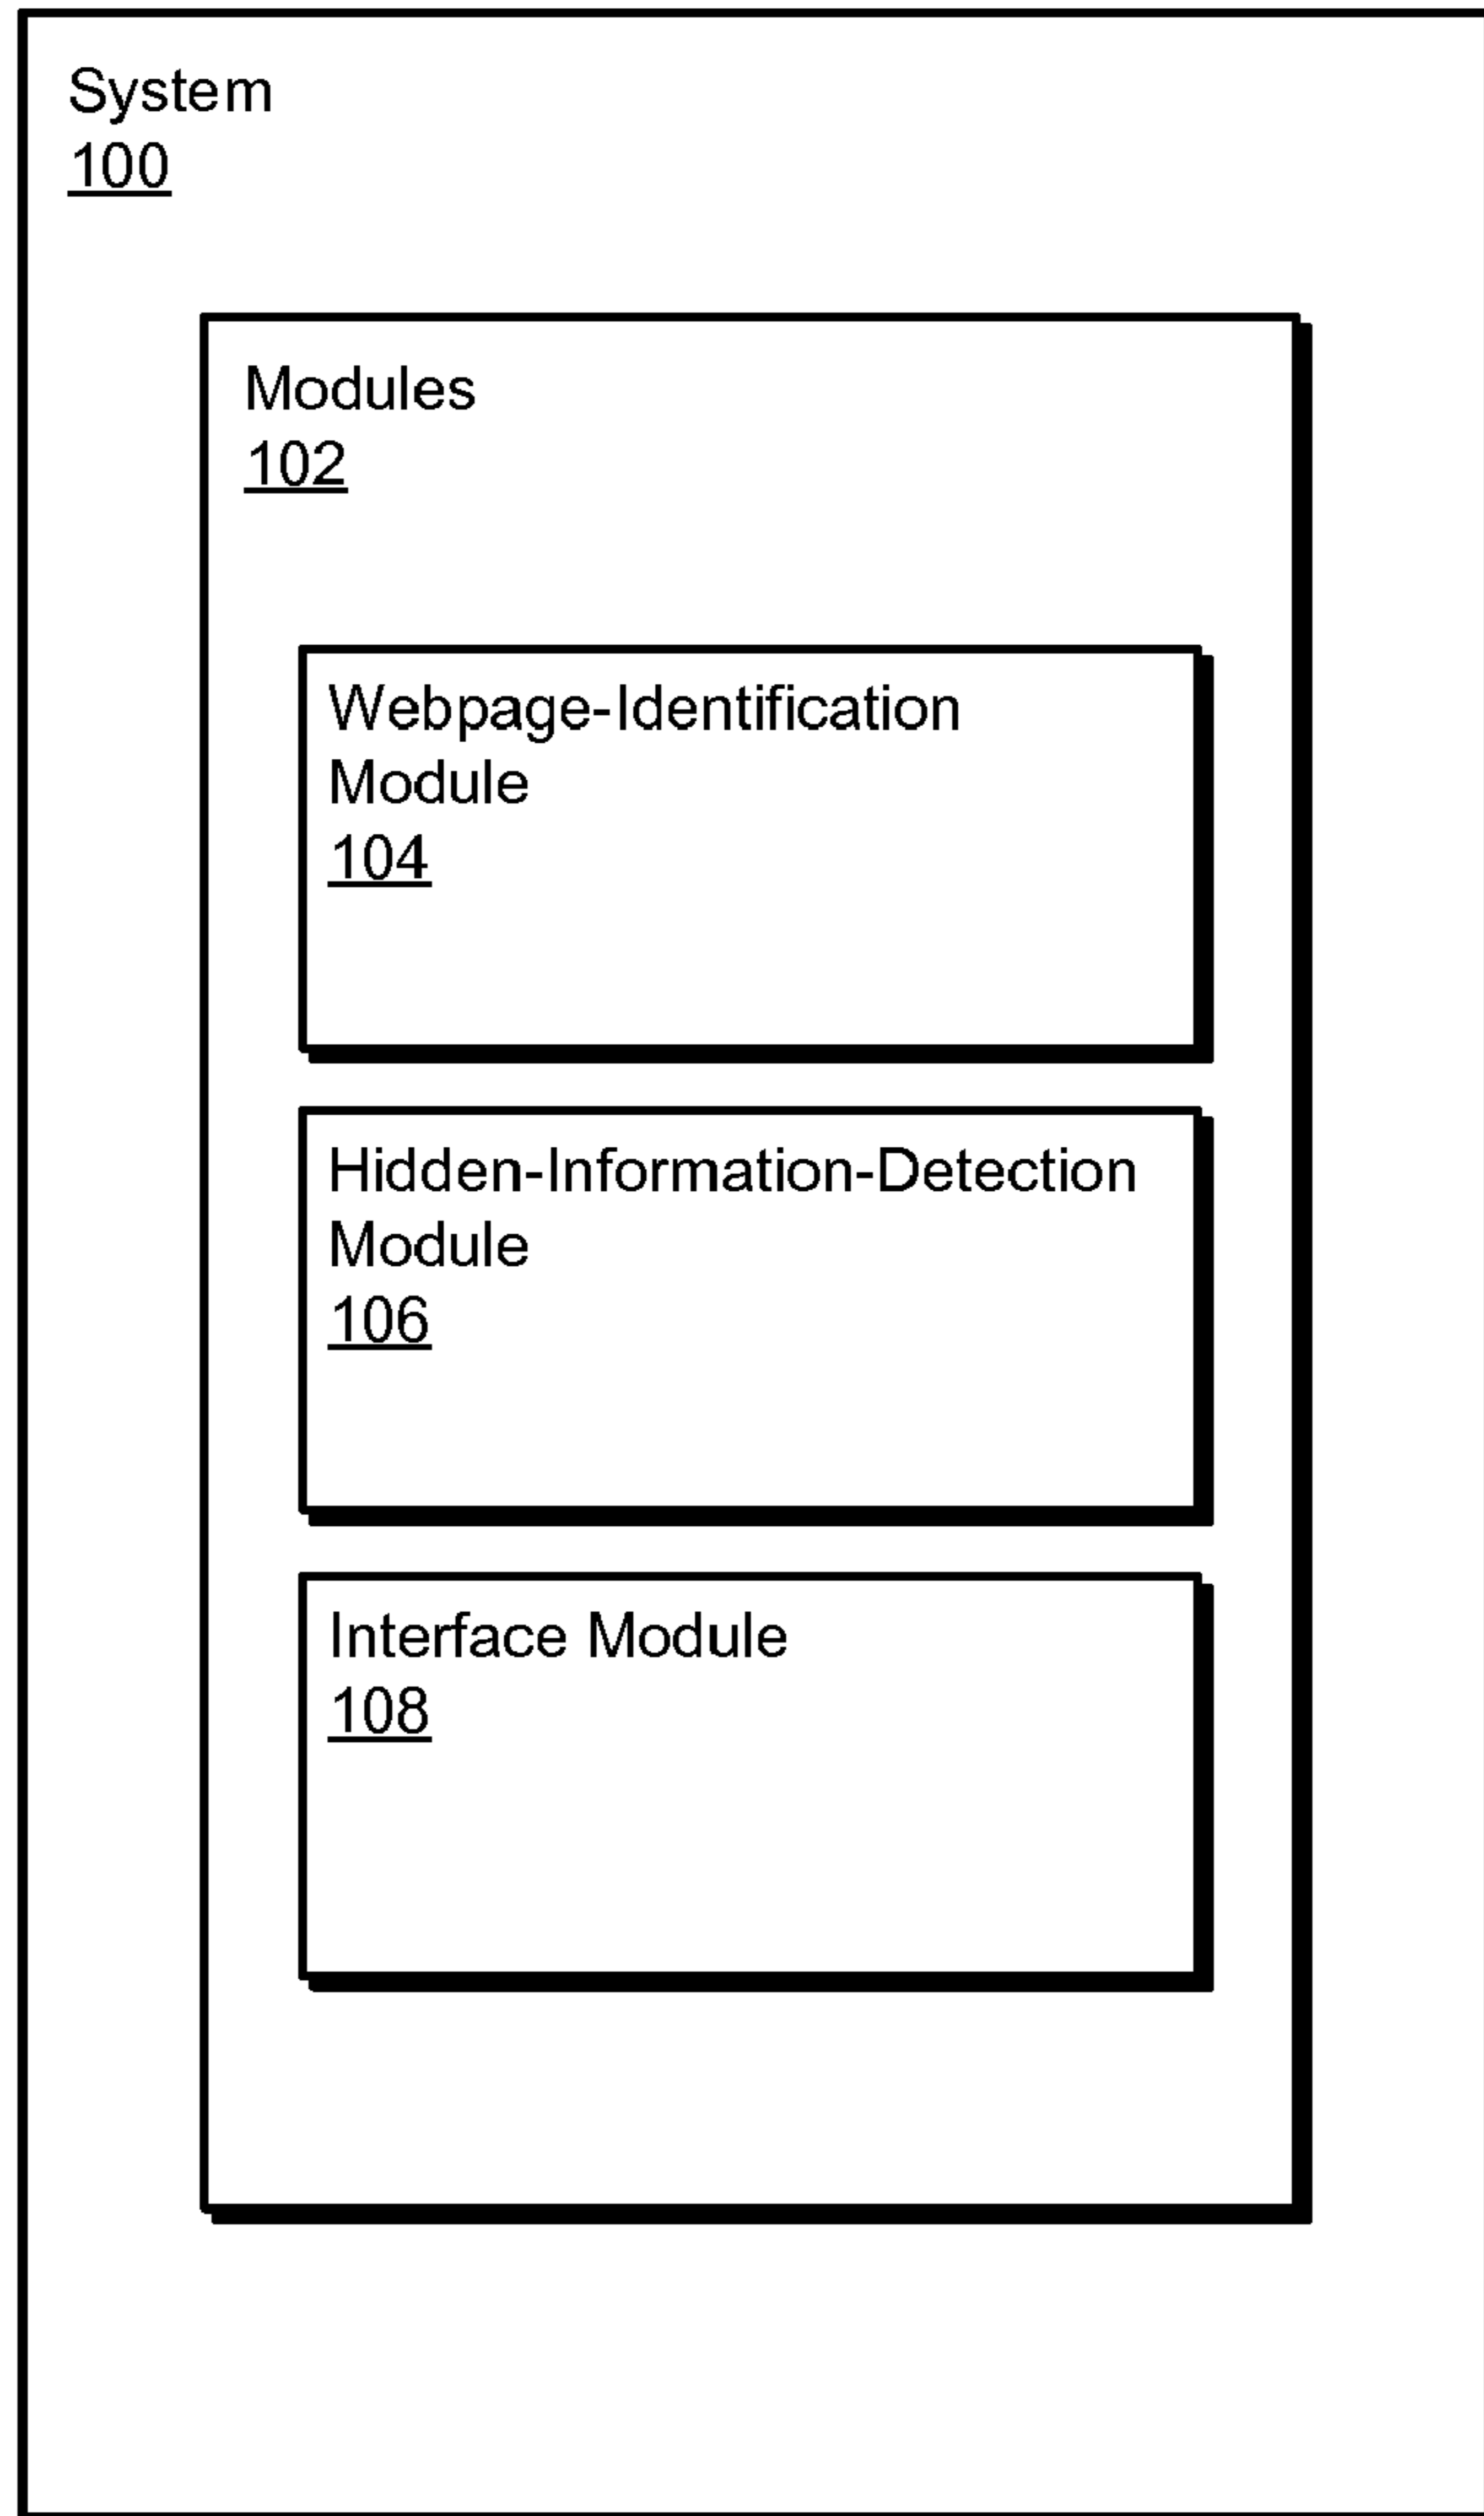 System
100
Modules
102
Webpage-Identification
Module
104
Hidden-Information-Detection
Module
106
Interface Module
108